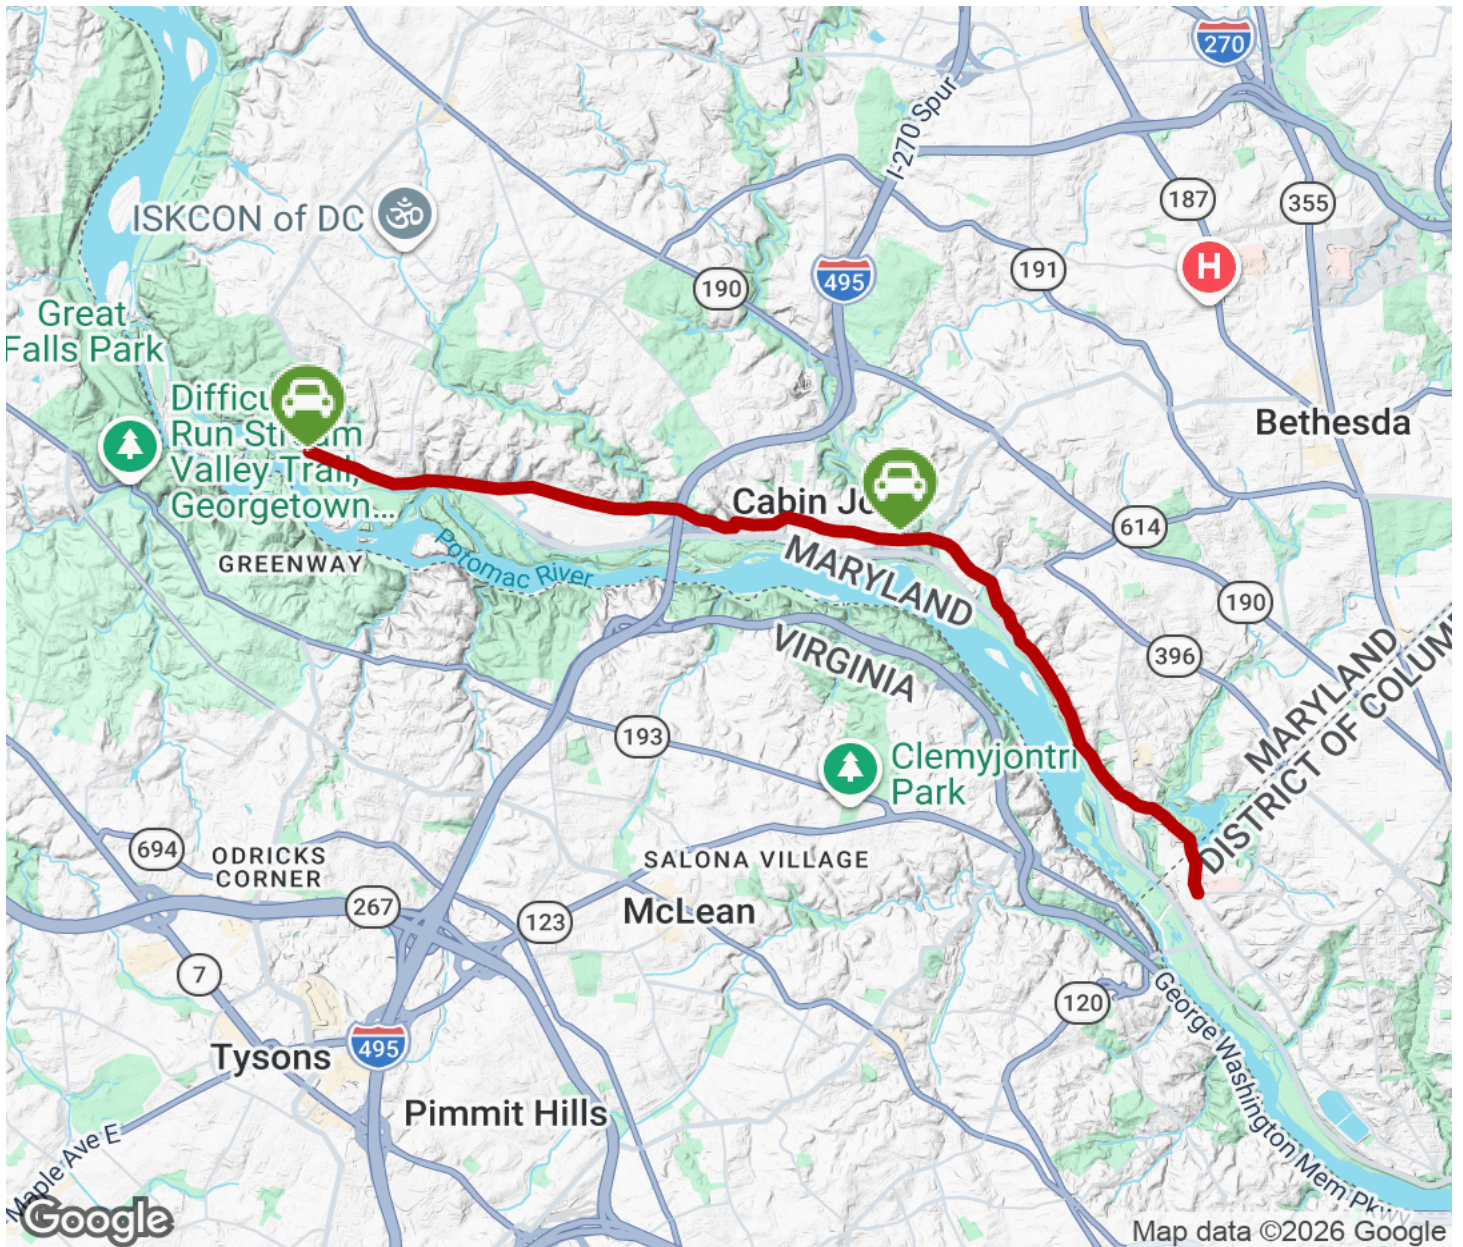 270
I-270 Spur
187
355
ISKCON of DC
H
191
495
190
Great
Falls Park
Difficu
Run Stream
Valley Trail,
Georgetown...
Bethesda
Cabin Jo
614
GREENWAY
Potomac River
MARYLAND
VIRGINIA
190
396
MARYLAND
DISTRICT OF COLUM
193
Clemyjontri
Park
694
ODRICKS
CORNER
SALONA VILLAGE
267
123
McLean
7
120
George Washington Mem Pkwy
495
Tysons
Pimmit Hills
Maple Ave E
Google
Map data ©2026 Google